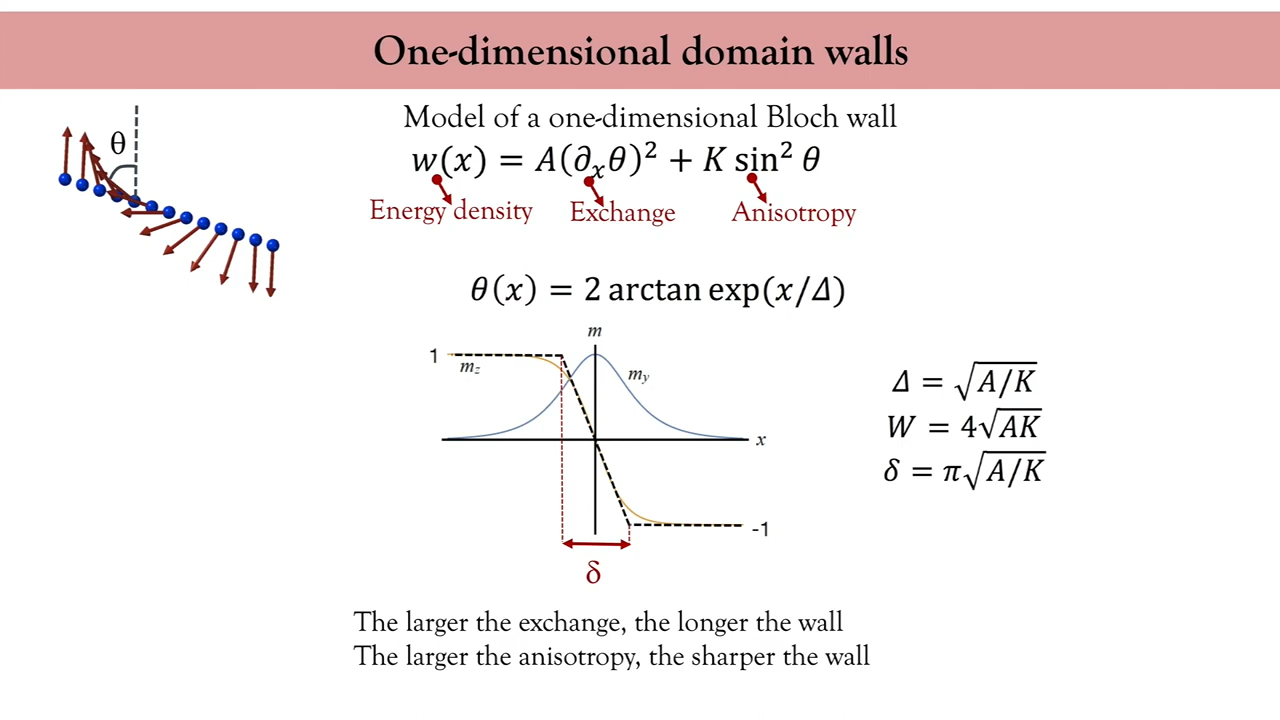 One-dimensional domain walls
θ
Model of a one-dimensional Bloch wall
w(x) = A(∂ₓθ)² + K sin² θ
Energy density Exchange Anisotropy
θ(x) = 2 arctan exp(x/Δ)
m
1
m_z
m_y
x
-1
δ
Δ = √(A/K)
W = 4√(AK)
δ = π√(A/K)
The larger the exchange, the longer the wall
The larger the anisotropy, the sharper the wall